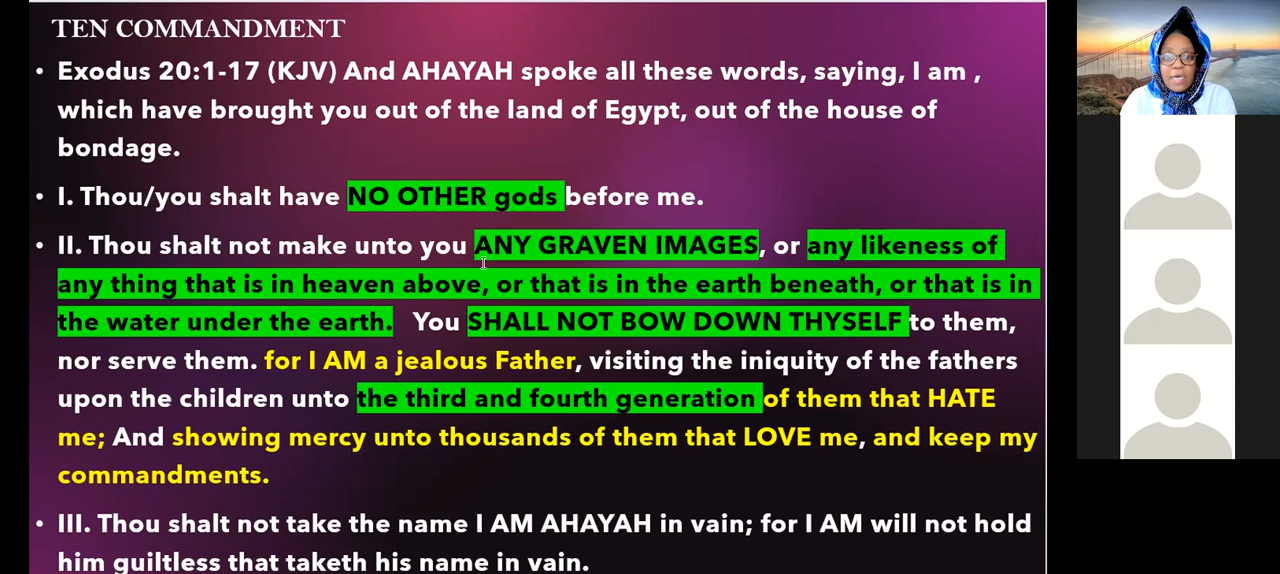 TEN COMMANDMENT
• Exodus 20:1-17 (KJV) And AHAYAH spoke all these words, saying, I am ,
which have brought you out of the land of Egypt, out of the house of
bondage.
• I. Thou/you shalt have NO OTHER gods before me.
• II. Thou shalt not make unto you ANY GRAVEN IMAGES, or any likeness of
any thing that is in heaven above, or that is in the earth beneath, or that is in
the water under the earth. You SHALL NOT BOW DOWN THYSELF to them,
nor serve them. for I AM a jealous Father, visiting the iniquity of the fathers
upon the children unto the third and fourth generation of them that HATE
me; And showing mercy unto thousands of them that LOVE me, and keep my
commandments.
• III. Thou shalt not take the name I AM AHAYAH in vain; for I AM will not hold
him guiltless that taketh his name in vain.